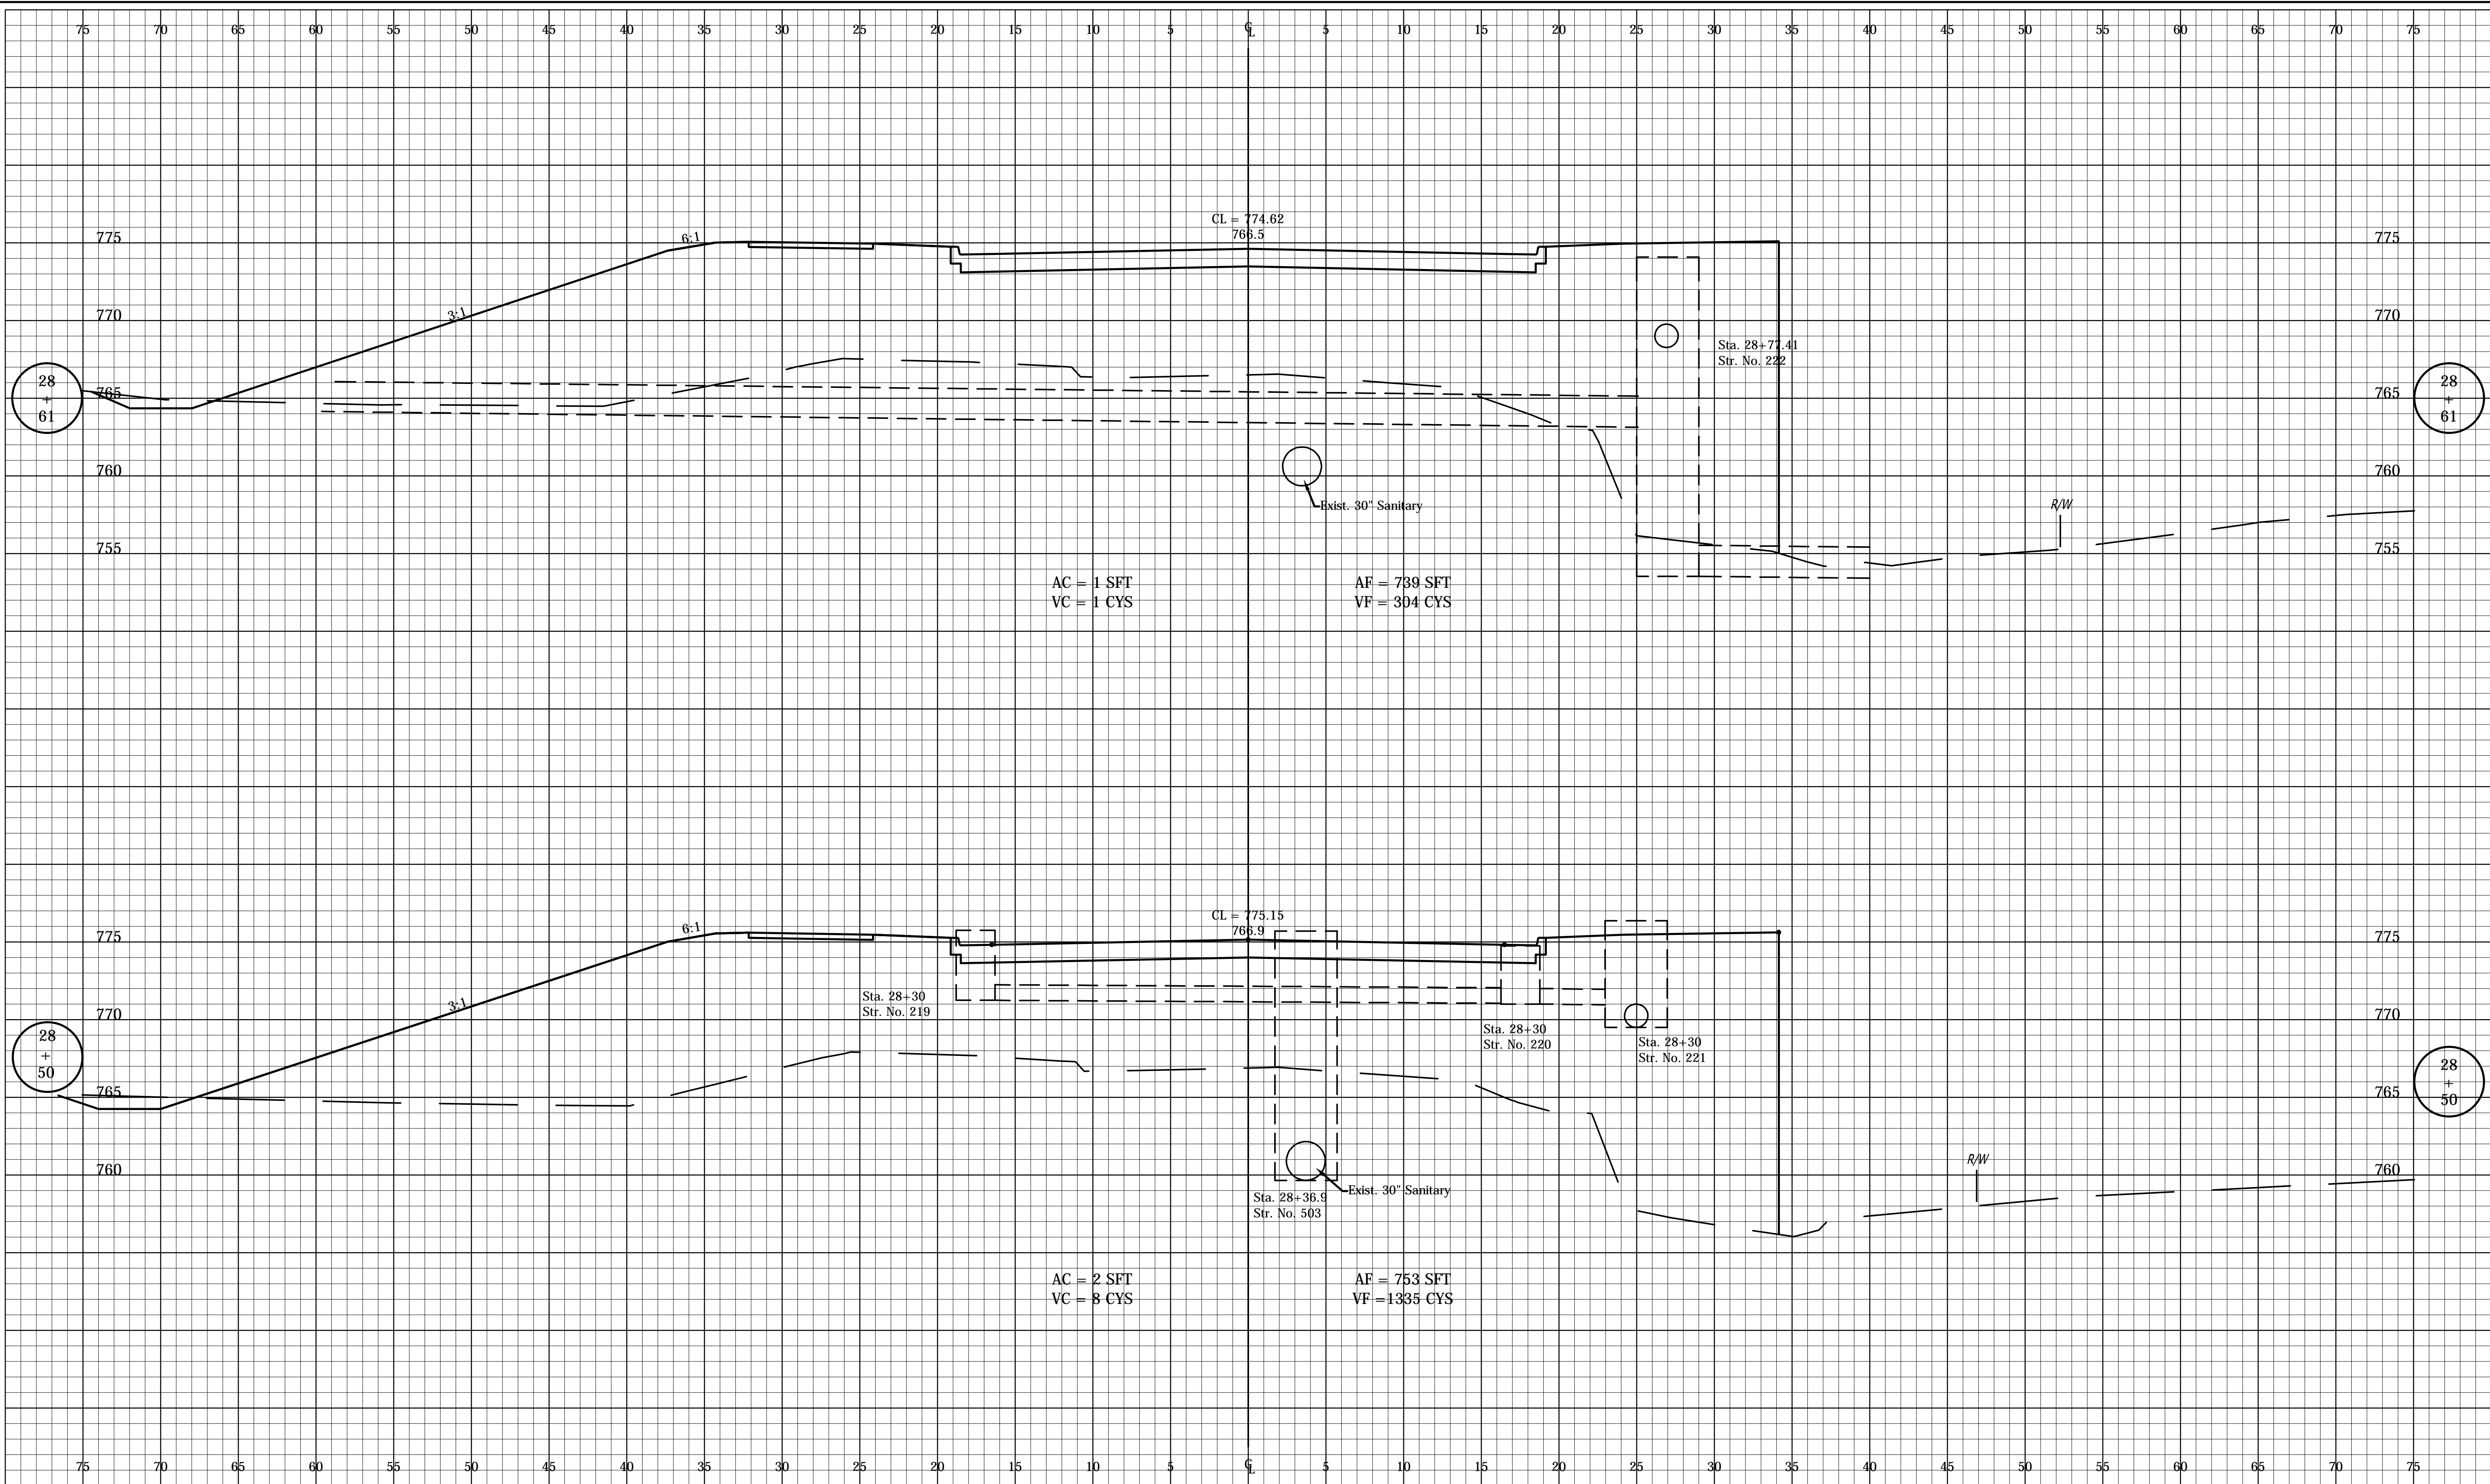 75 70 65 60 55 50 45 40 35 30 25 20 15 10 5 CL 5 10 15 20 25 30 35 40 45 50 55 60 65 70 75
CL = 774.62
766.5
775 6:1 775
770 3:1 770
Sta. 28+77.41
Str. No. 222
28
+
61
765 765
28
+
61
760 760
Exist. 30" Sanitary
R/W
755 755
AC = 1 SFT
VC = 1 CYS
AF = 739 SFT
VF = 304 CYS
CL = 775.15
766.9
775 6:1 775
Sta. 28+30
Str. No. 219
3:1
770 770
Sta. 28+30
Str. No. 220
Sta. 28+30
Str. No. 221
28
+
50
765 765
28
+
50
760 760
R/W
Exist. 30" Sanitary
Sta. 28+36.9
Str. No. 503
AC = 2 SFT
VC = 8 CYS
AF = 753 SFT
VF =1335 CYS
75 70 65 60 55 50 45 40 35 30 25 20 15 10 5 CL 5 10 15 20 25 30 35 40 45 50 55 60 65 70 75